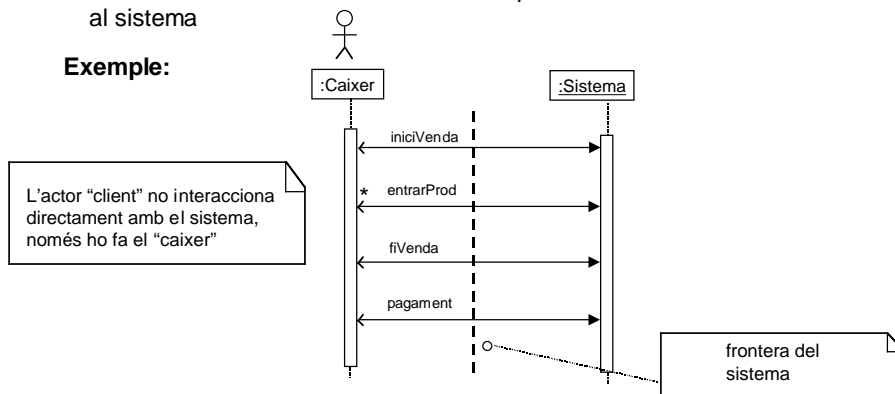 al sistema
Exemple:
:Caixer
:Sistema
iniciVenda
L'actor “client” no interacciona
directament amb el sistema,
només ho fa el “caixer”
* entrarProd
fiVenda
pagament
frontera del
sistema